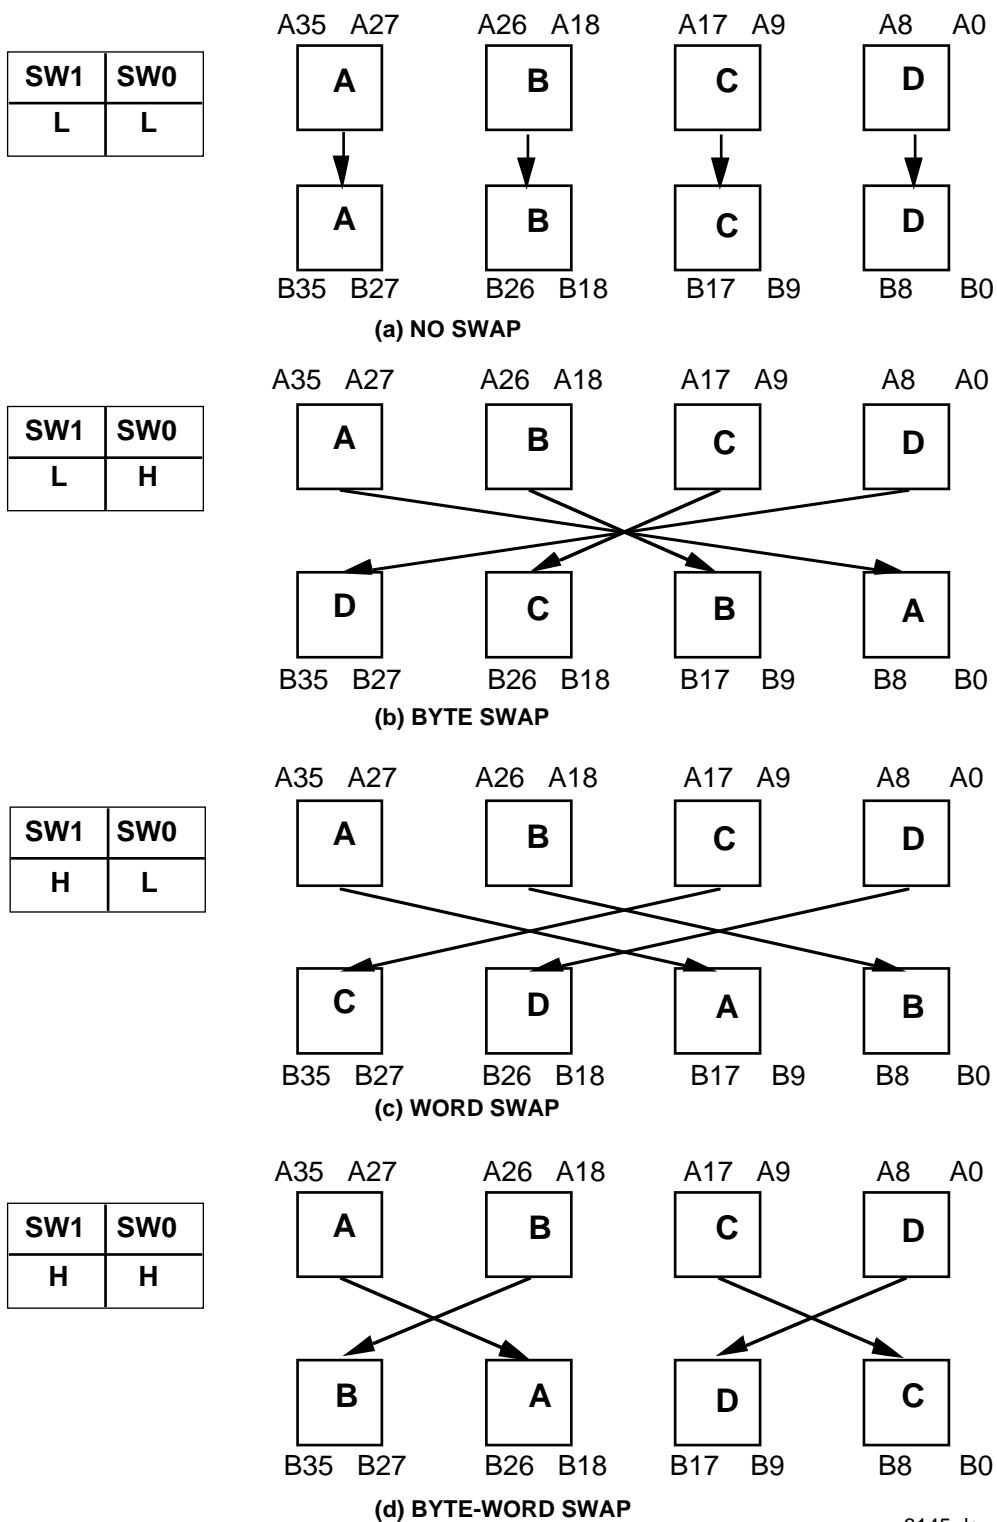 A35 A27 A26 A18 A17 A9 A8 A0
SW1 SW0
L L
A B C D
A B C D
B35 B27 B26 B18 B17 B9 B8 B0
(a) NO SWAP
A35 A27 A26 A18 A17 A9 A8 A0
SW1 SW0
L H
A B C D
D C B A
B35 B27 B26 B18 B17 B9 B8 B0
(b) BYTE SWAP
A35 A27 A26 A18 A17 A9 A8 A0
SW1 SW0
H L
A B C D
C D A B
B35 B27 B26 B18 B17 B9 B8 B0
(c) WORD SWAP
A35 A27 A26 A18 A17 A9 A8 A0
SW1 SW0
H H
A B C D
B A D C
B35 B27 B26 B18 B17 B9 B8 B0
(d) BYTE-WORD SWAP